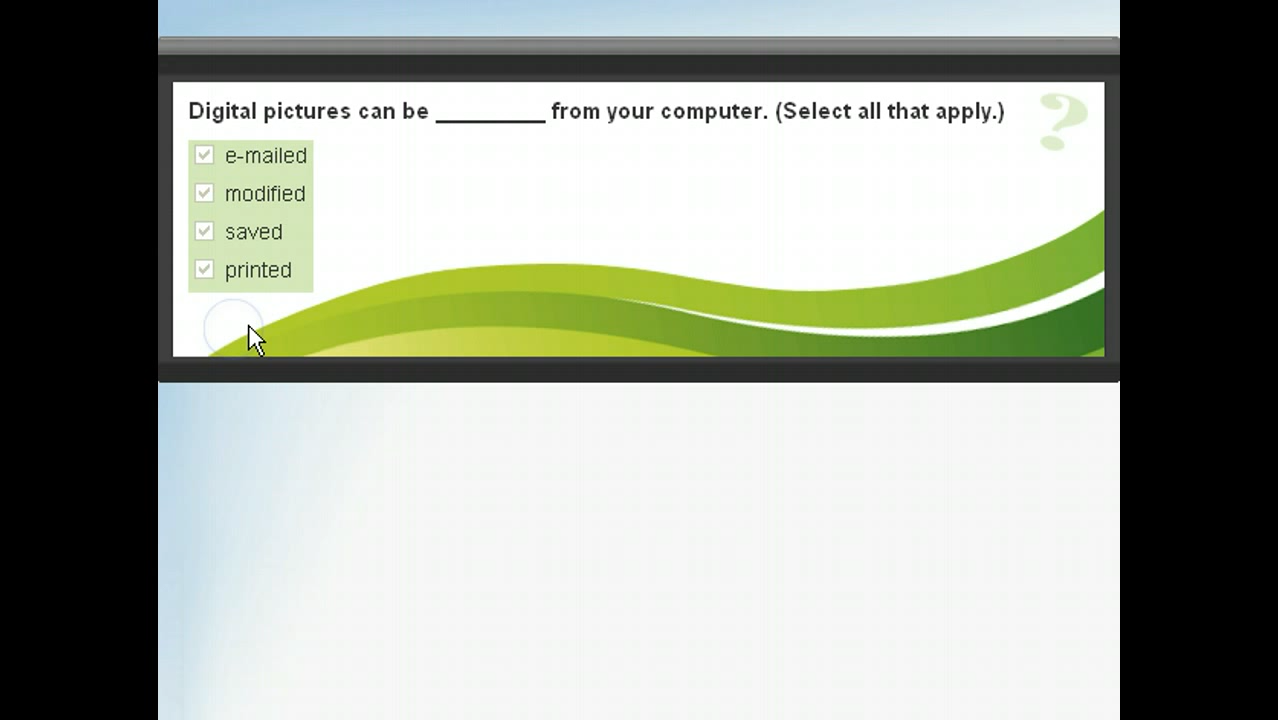 Digital pictures can be _________ from your computer. (Select all that apply.)
e-mailed
modified
saved
printed